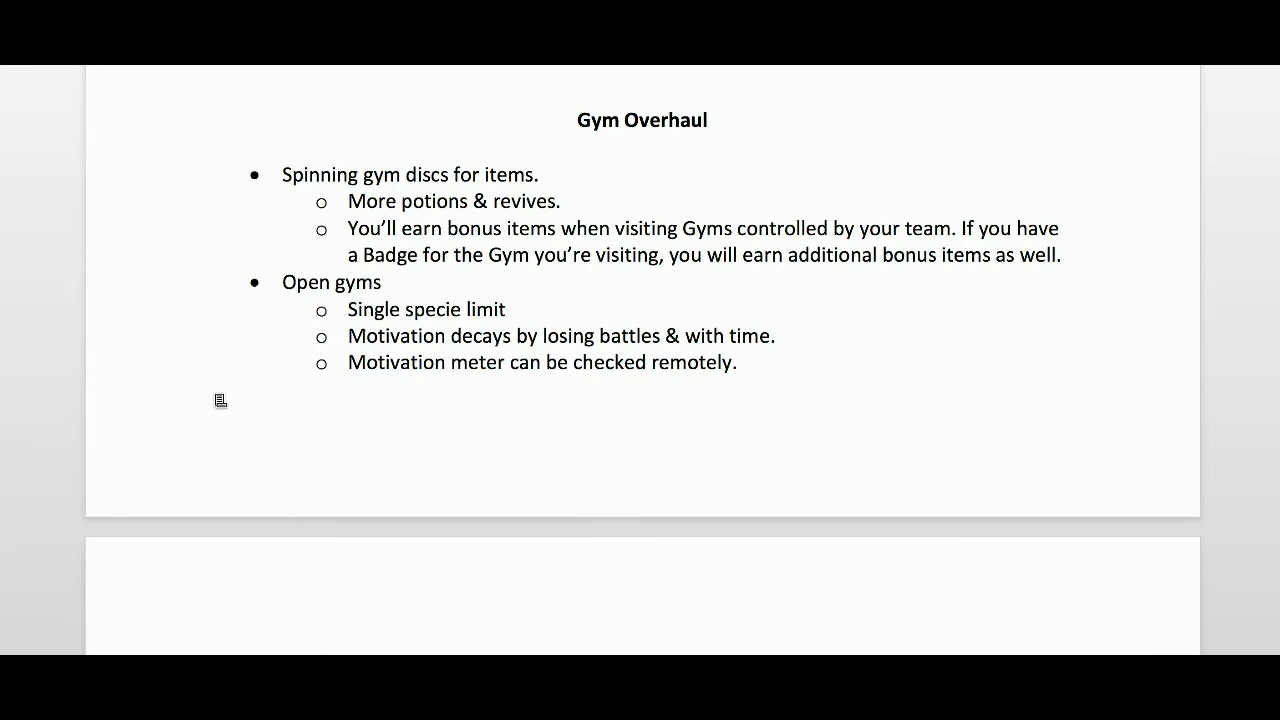 Gym Overhaul
• Spinning gym discs for items.
o More potions & revives.
o You’ll earn bonus items when visiting Gyms controlled by your team. If you have
a Badge for the Gym you’re visiting, you will earn additional bonus items as well.
• Open gyms
o Single specie limit
o Motivation decays by losing battles & with time.
o Motivation meter can be checked remotely.